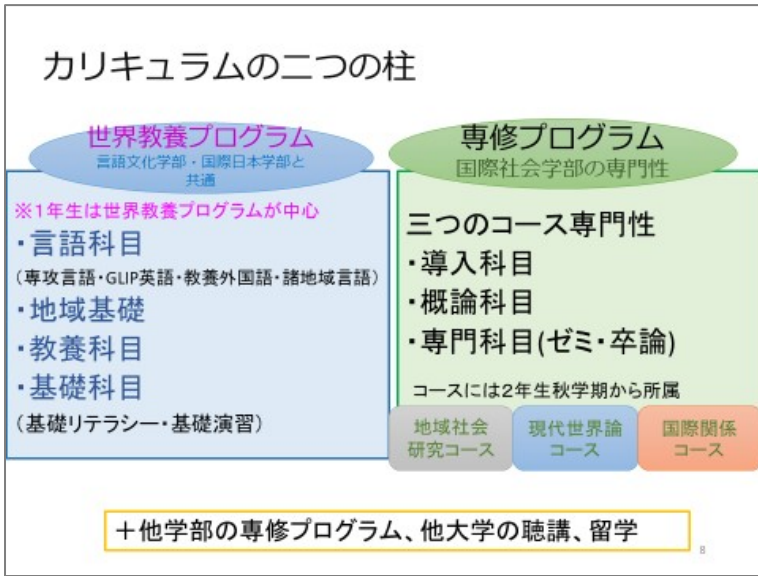 カリキュラムの二つの柱
世界教養プログラム
言語文化学部・国際日本学部と
共通
※1年生は世界教養プログラムが中心
・言語科目
（専攻言語・GLIP英語・教養外国語・諸地域言語）
・地域基礎
・教養科目
・基礎科目
（基礎リテラシー・基礎演習）
専修プログラム
国際社会学部の専門性
三つのコース専門性
・導入科目
・概論科目
・専門科目(ゼミ・卒論)
コースには２年生秋学期から所属
地域社会
研究コース
現代世界論
コース
国際関係
コース
＋他学部の専修プログラム、他大学の聴講、留学
8